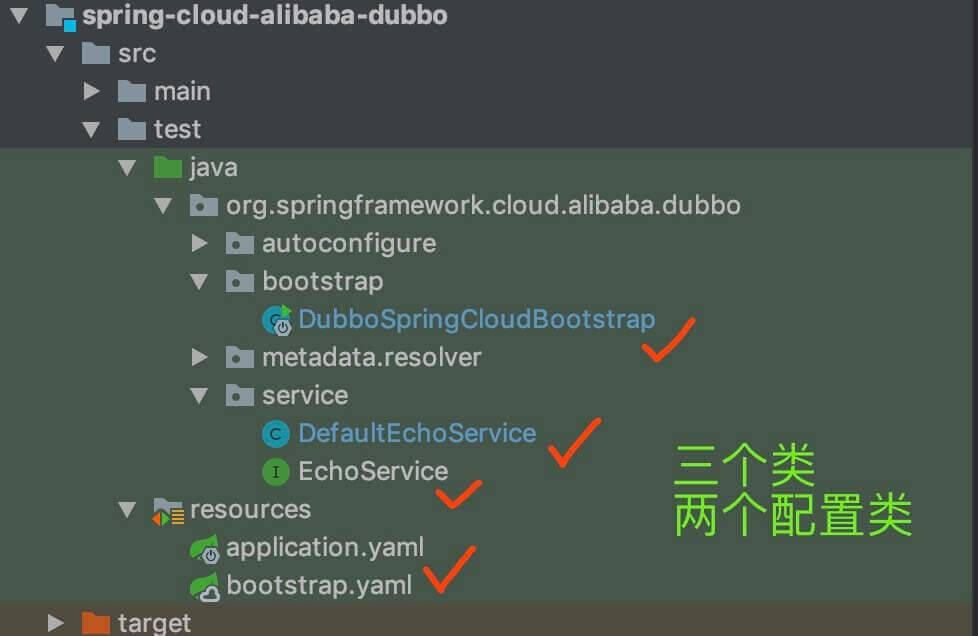 spring-cloud-alibaba-dubbo
src
main
test
java
org.springframework.cloud.alibaba.dubbo
autoconfigure
bootstrap
DubboSpringCloudBootstrap
metadata.resolver
service
DefaultEchoService
EchoService
三个类
两个配置类
resources
application.yaml
bootstrap.yaml
target